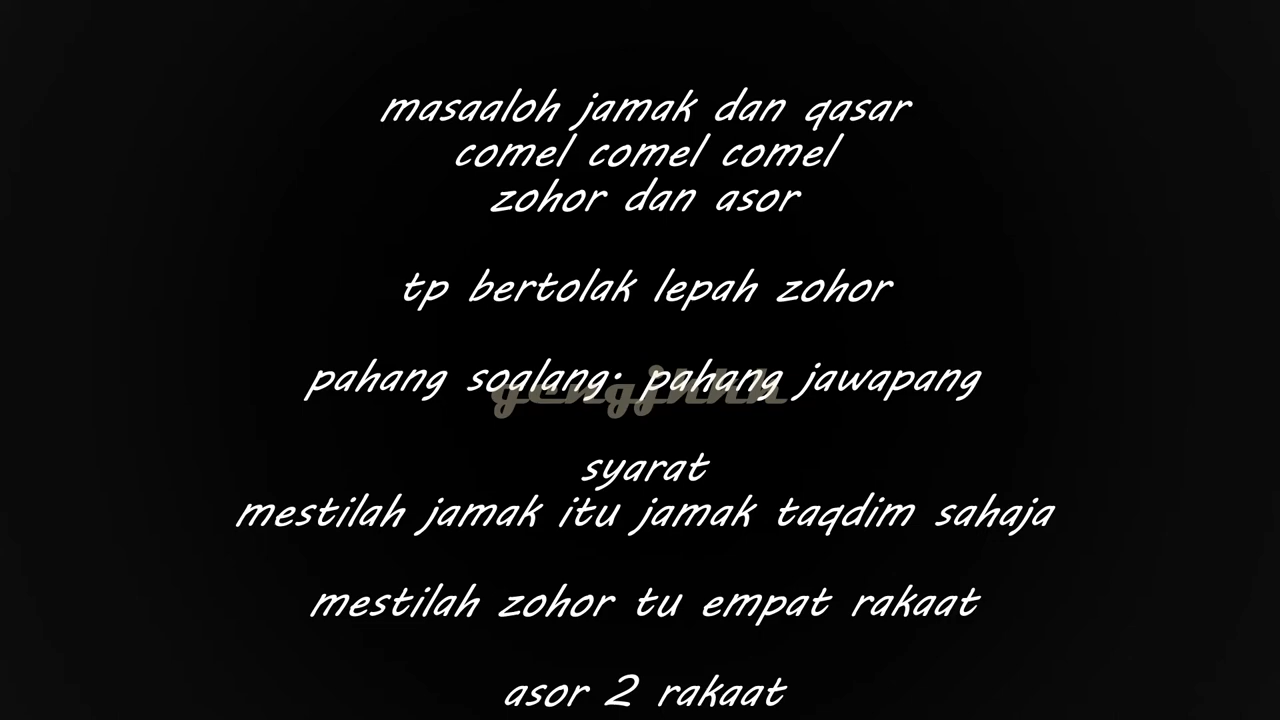 masaaloh jamak dan qasar
comel comel comel
zohor dan asor
tp bertolak lepah zohor
pahang soalang. pahang jawapang
gengjkkk
syarat
mestilah jamak itu jamak taqdim sahaja
mestilah zohor tu empat rakaat
asor 2 rakaat